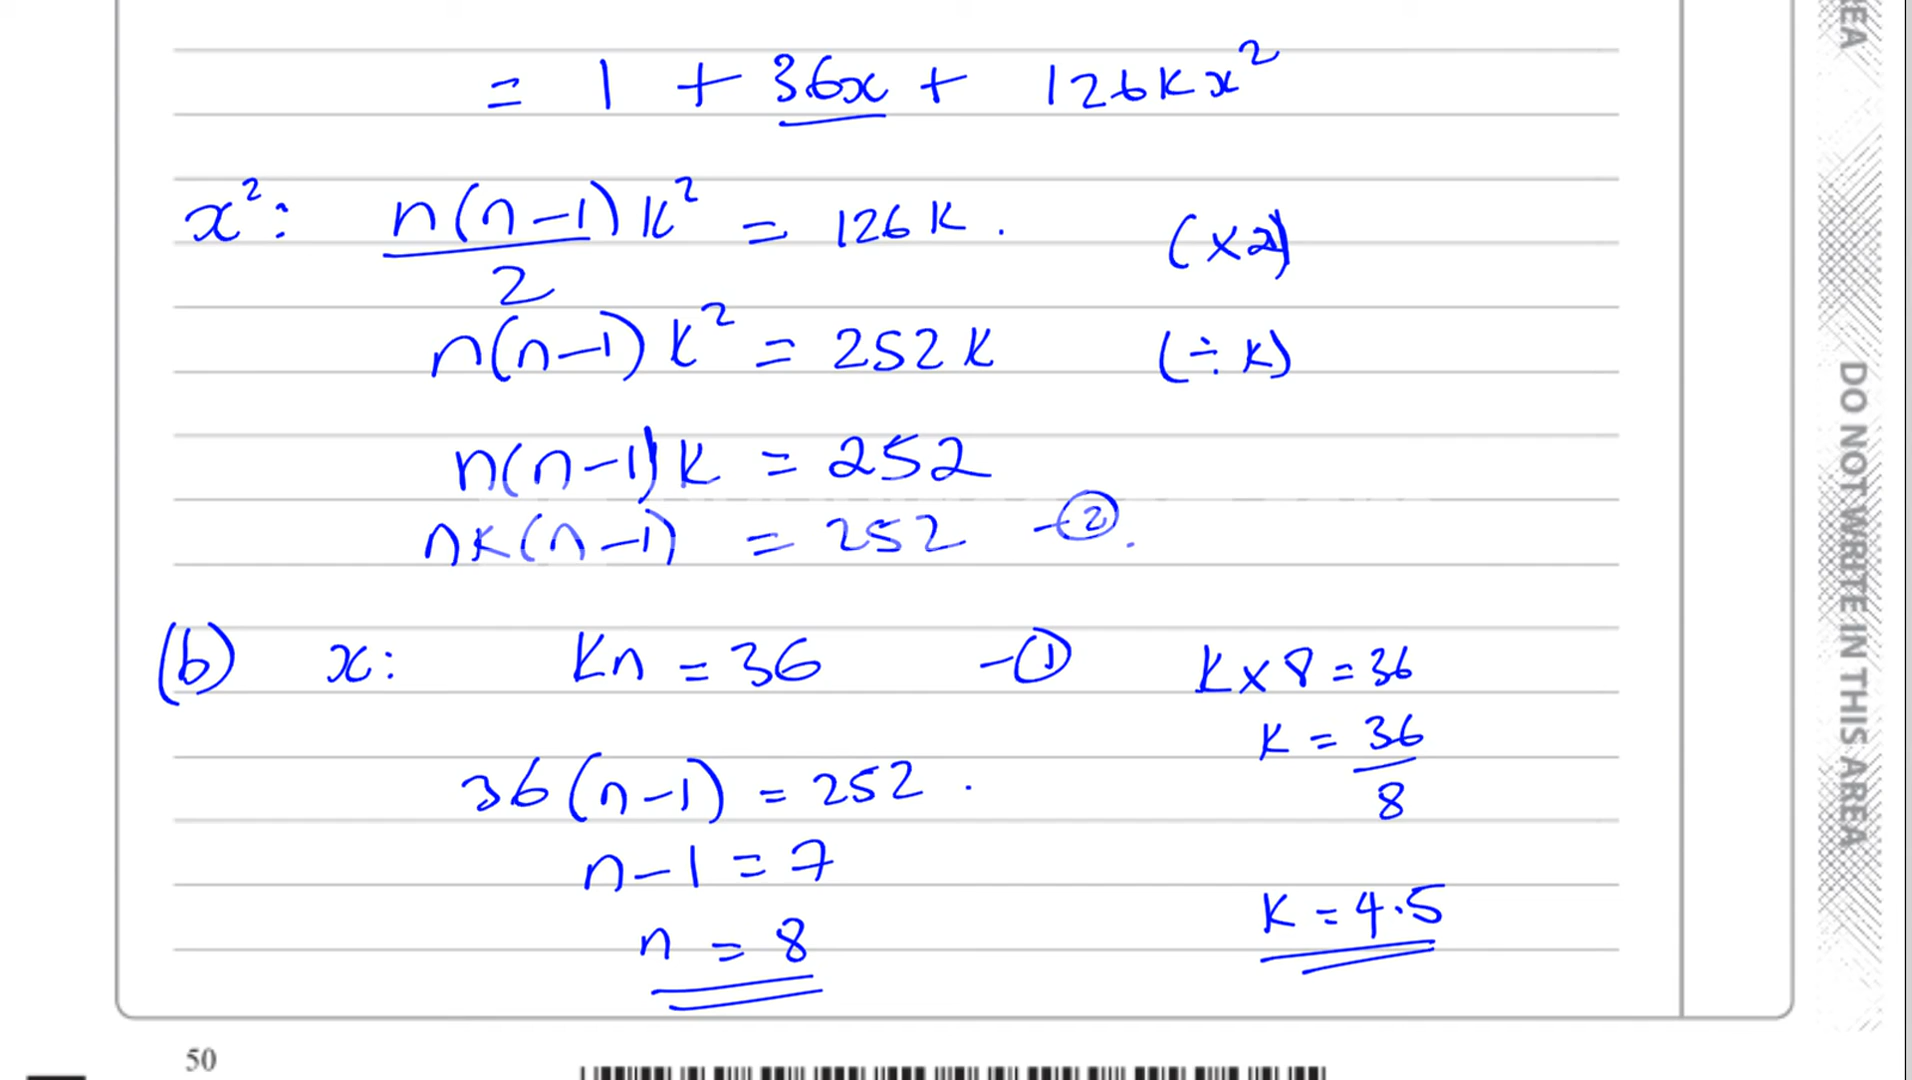 = 1 + 36x + 126kx²
x²: n(n-1)k²/2 = 126k. (×2)
n(n-1)k² = 252k (÷k)
n(n-1)k = 252
nk(n-1) = 252 -②.
(b) x: kn = 36 -① k×8=36
k = 36/8
36(n-1) = 252.
n-1 = 7
k = 4.5
n = 8
50
EA
DO NOT WRITE IN THIS AREA